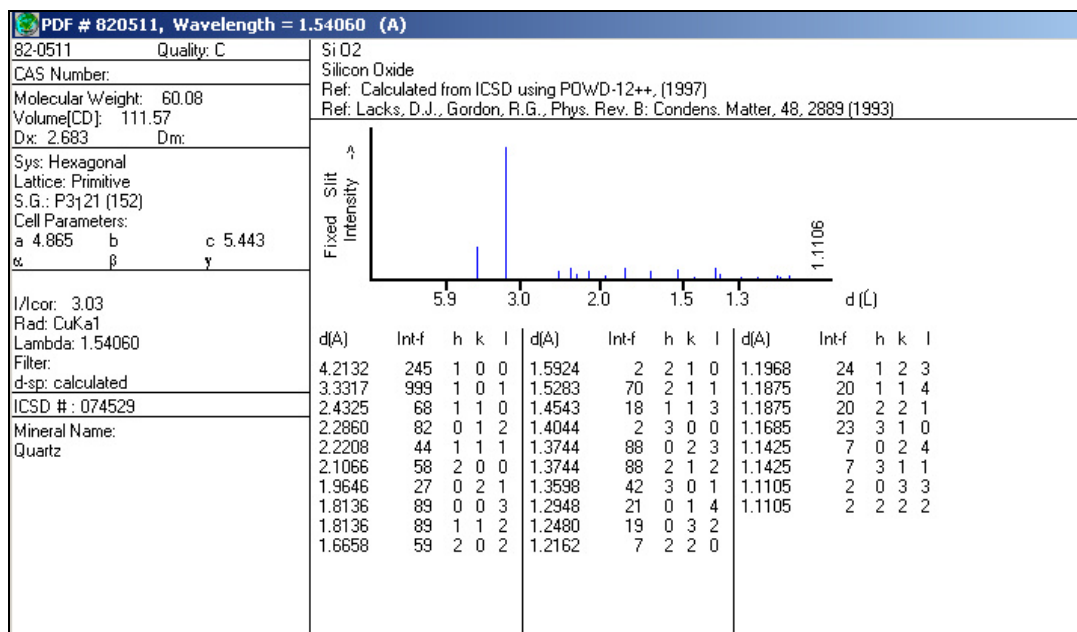 PDF # 820511, Wavelength = 1.54060 (A)
82-0511 Quality: C
CAS Number:
Molecular Weight: 60.08
Volume[CD]: 111.57
Dx: 2.683 Dm:
Sys: Hexagonal
Lattice: Primitive
S.G.: P3121 (152)
Cell Parameters:
a 4.865 b c 5.443
α β γ
I/Icor: 3.03
Rad: CuKa1
Lambda: 1.54060
Filter:
d-sp: calculated
ICSD # : 074529
Mineral Name:
Quartz
Si O2
Silicon Oxide
Ref: Calculated from ICSD using POWD-12++, (1997)
Ref: Lacks, D.J., Gordon, R.G., Phys. Rev. B: Condens. Matter, 48, 2889 (1993)
Fixed Slit
Intensity ->
1.1106
5.9 3.0 2.0 1.5 1.3 d (Ĺ)
d(A) Int-f h k l d(A) Int-f h k l d(A) Int-f h k l
4.2132 245 1 0 0 1.5924 2 2 1 0 1.1968 24 1 2 3
3.3317 999 1 0 1 1.5283 70 2 1 1 1.1875 20 1 1 4
2.4325 68 1 1 0 1.4543 18 1 1 3 1.1875 20 2 2 1
2.2860 82 0 1 2 1.4044 2 3 0 0 1.1685 23 3 1 0
2.2208 44 1 1 1 1.3744 88 0 2 3 1.1425 7 0 2 4
2.1066 58 2 0 0 1.3744 88 2 1 2 1.1425 7 3 1 1
1.9646 27 0 2 1 1.3598 42 3 0 1 1.1105 2 0 3 3
1.8136 89 0 0 3 1.2948 21 0 1 4 1.1105 2 2 2 2
1.8136 89 1 1 2 1.2480 19 0 3 2
1.6658 59 2 0 2 1.2162 7 2 2 0